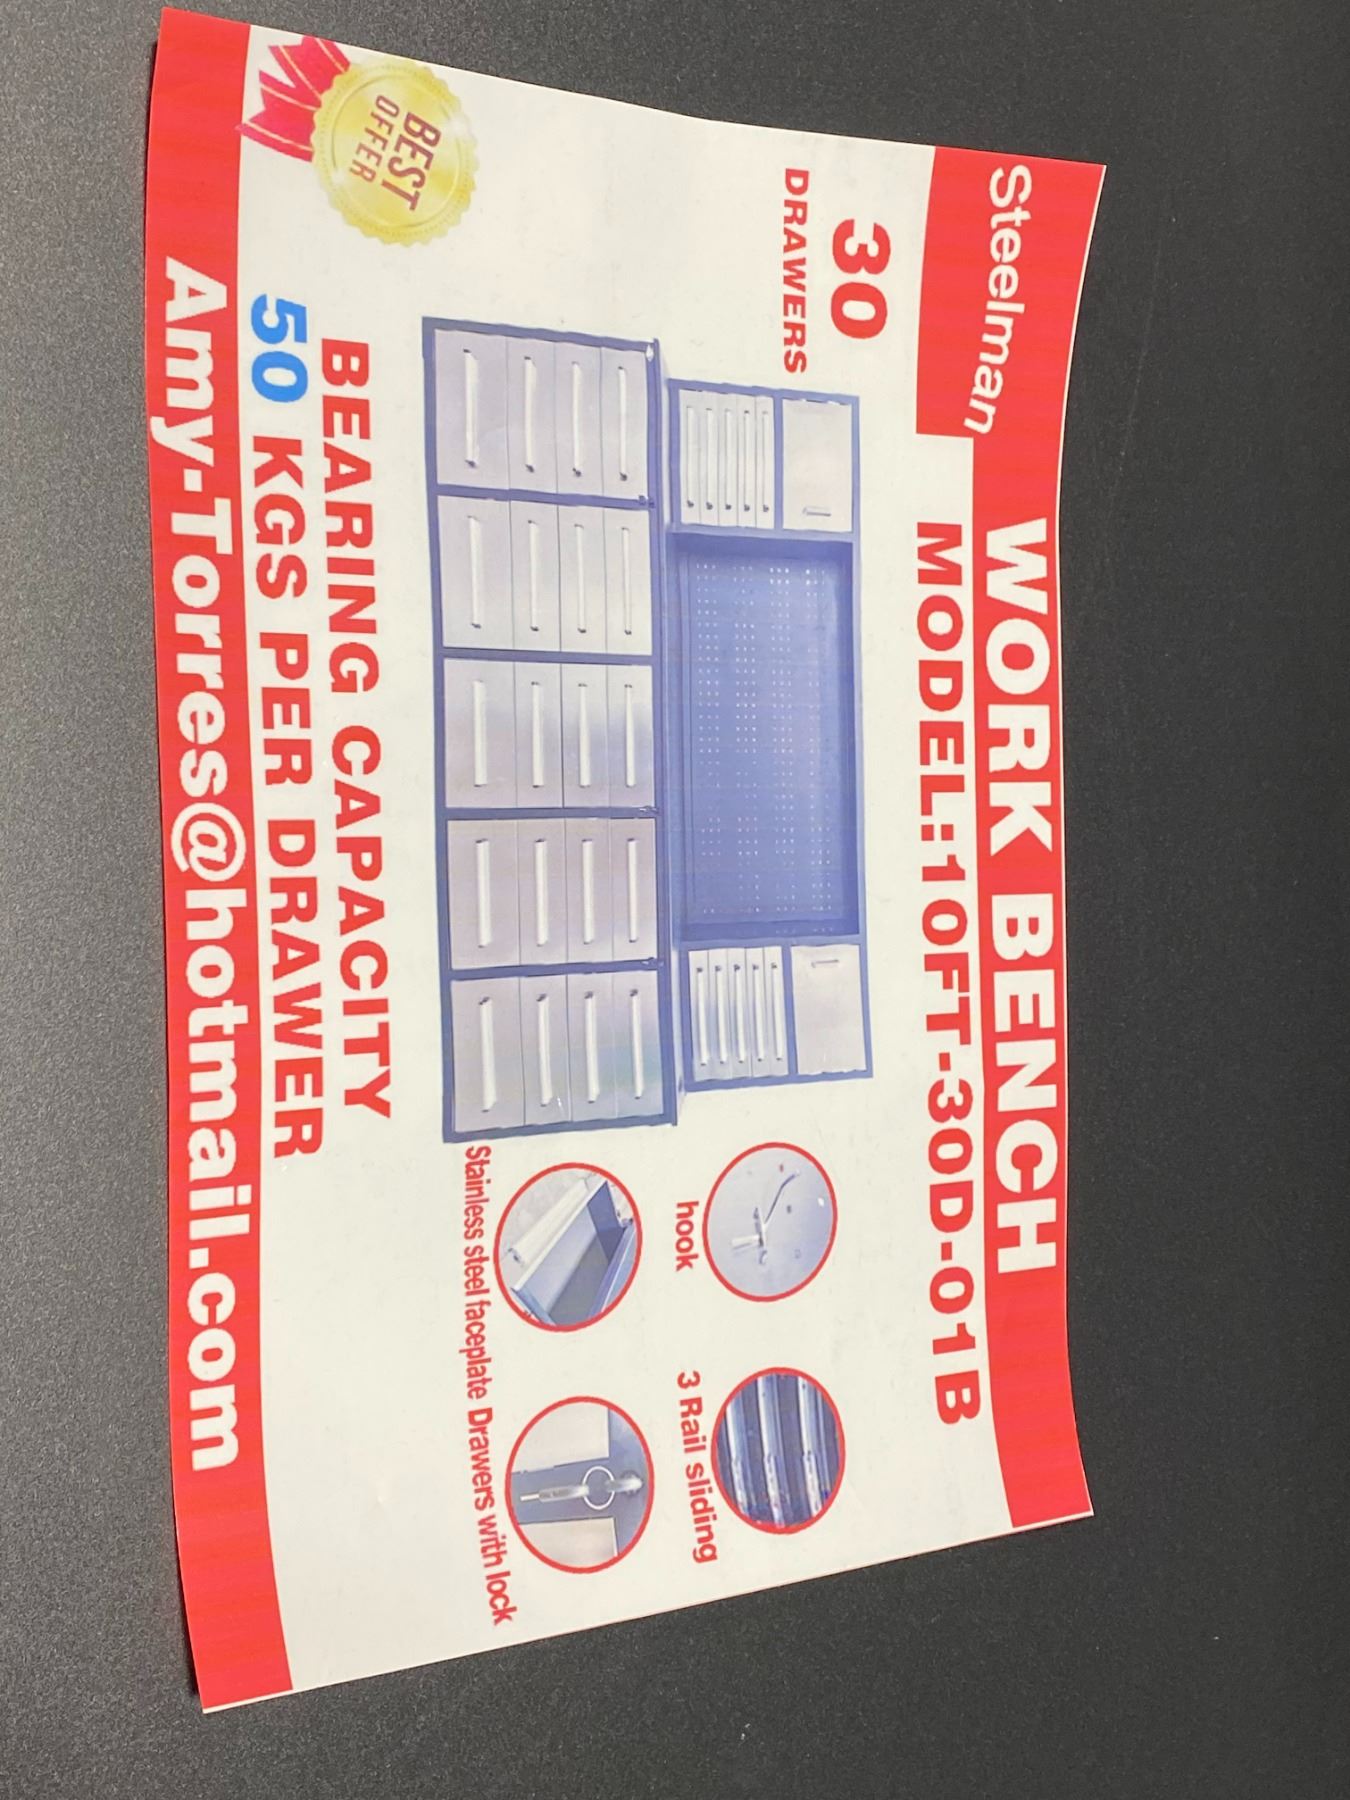 Steelman
WORK BENCH
MODEL:10FT-30D-01B
30
DRAWERS
hook
3 Rail sliding
Stainless steel faceplate
Drawers with lock
BEARING CAPACITY
50 KGS PER DRAWER
BEST
OFFER
Amy-Torres@hotmail.com